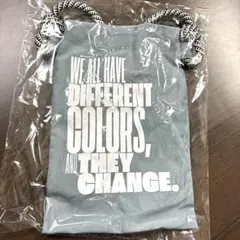 WE ALL HAVE
DIFFERENT
COLORS,
AND THEY
CHANGE.